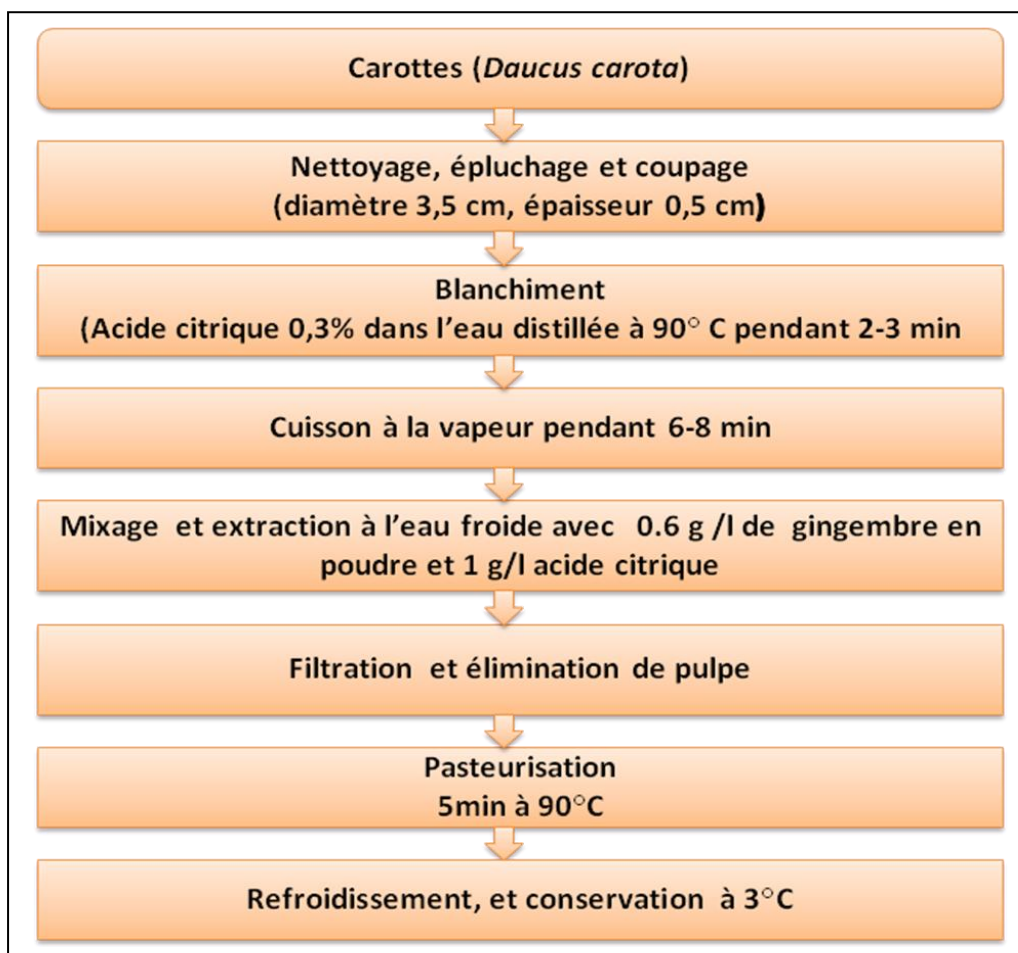 Carottes (Daucus carota)
Nettoyage, épluchage et coupage
(diamètre 3,5 cm, épaisseur 0,5 cm)
Blanchiment
(Acide citrique 0,3% dans l’eau distillée à 90° C pendant 2-3 min
Cuisson à la vapeur pendant 6-8 min
Mixage et extraction à l’eau froide avec 0.6 g /l de gingembre en
poudre et 1 g/l acide citrique
Filtration et élimination de pulpe
Pasteurisation
5min à 90°C
Refroidissement, et conservation à 3°C